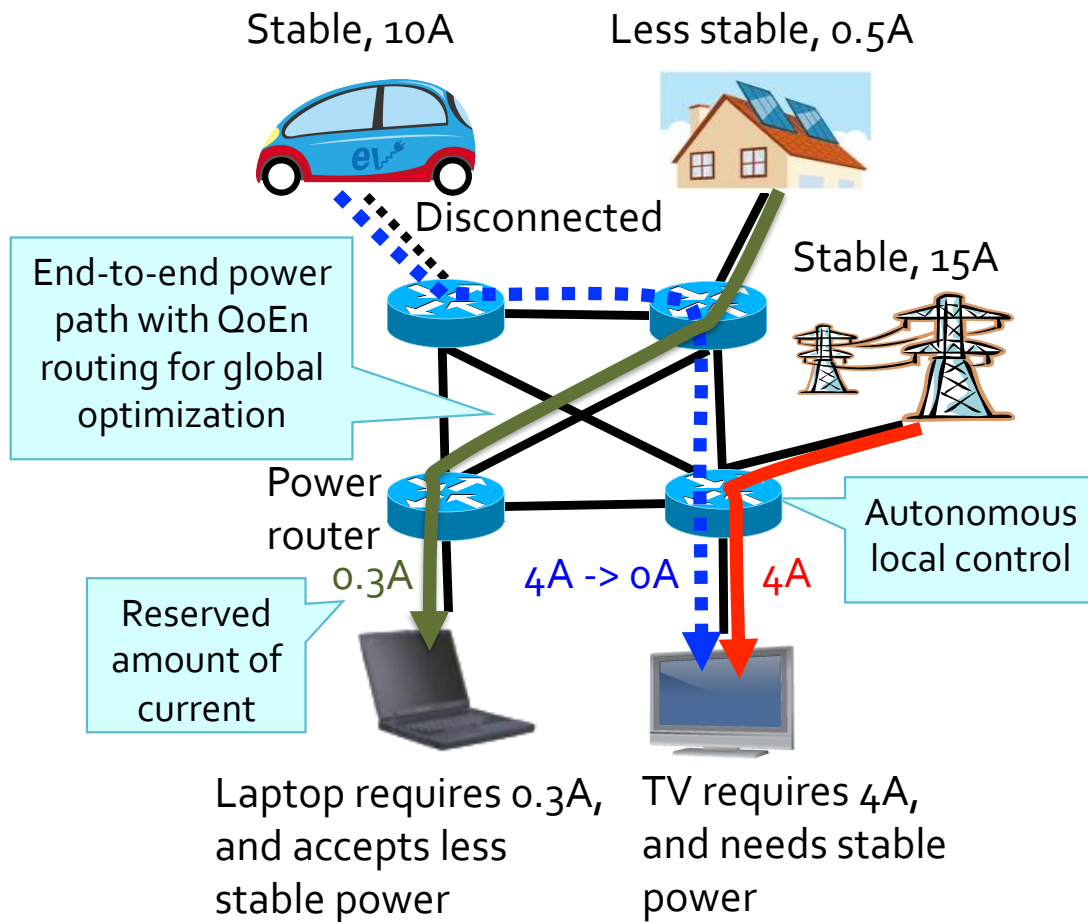 Stable, 10A
Less stable, 0.5A
ev
Disconnected
Stable, 15A
End-to-end power
path with QoEn
routing for global
optimization
Power
router
Autonomous
local control
0.3A
4A -> 0A
4A
Reserved
amount of
current
Laptop requires 0.3A,
and accepts less
stable power
TV requires 4A,
and needs stable
power